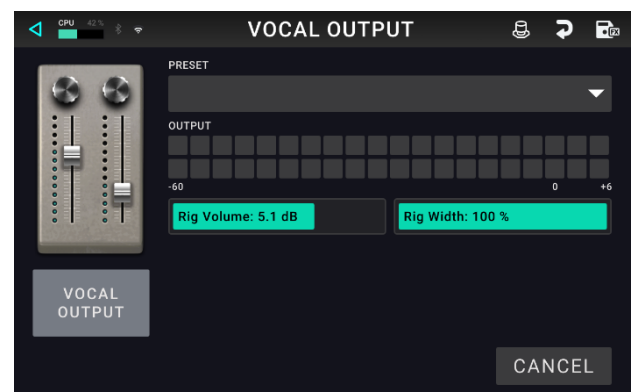 CPU 42 %
VOCAL OUTPUT
FX
PRESET
OUTPUT
-60 0 +6
Rig Volume: 5.1 dB Rig Width: 100 %
VOCAL
OUTPUT
CANCEL